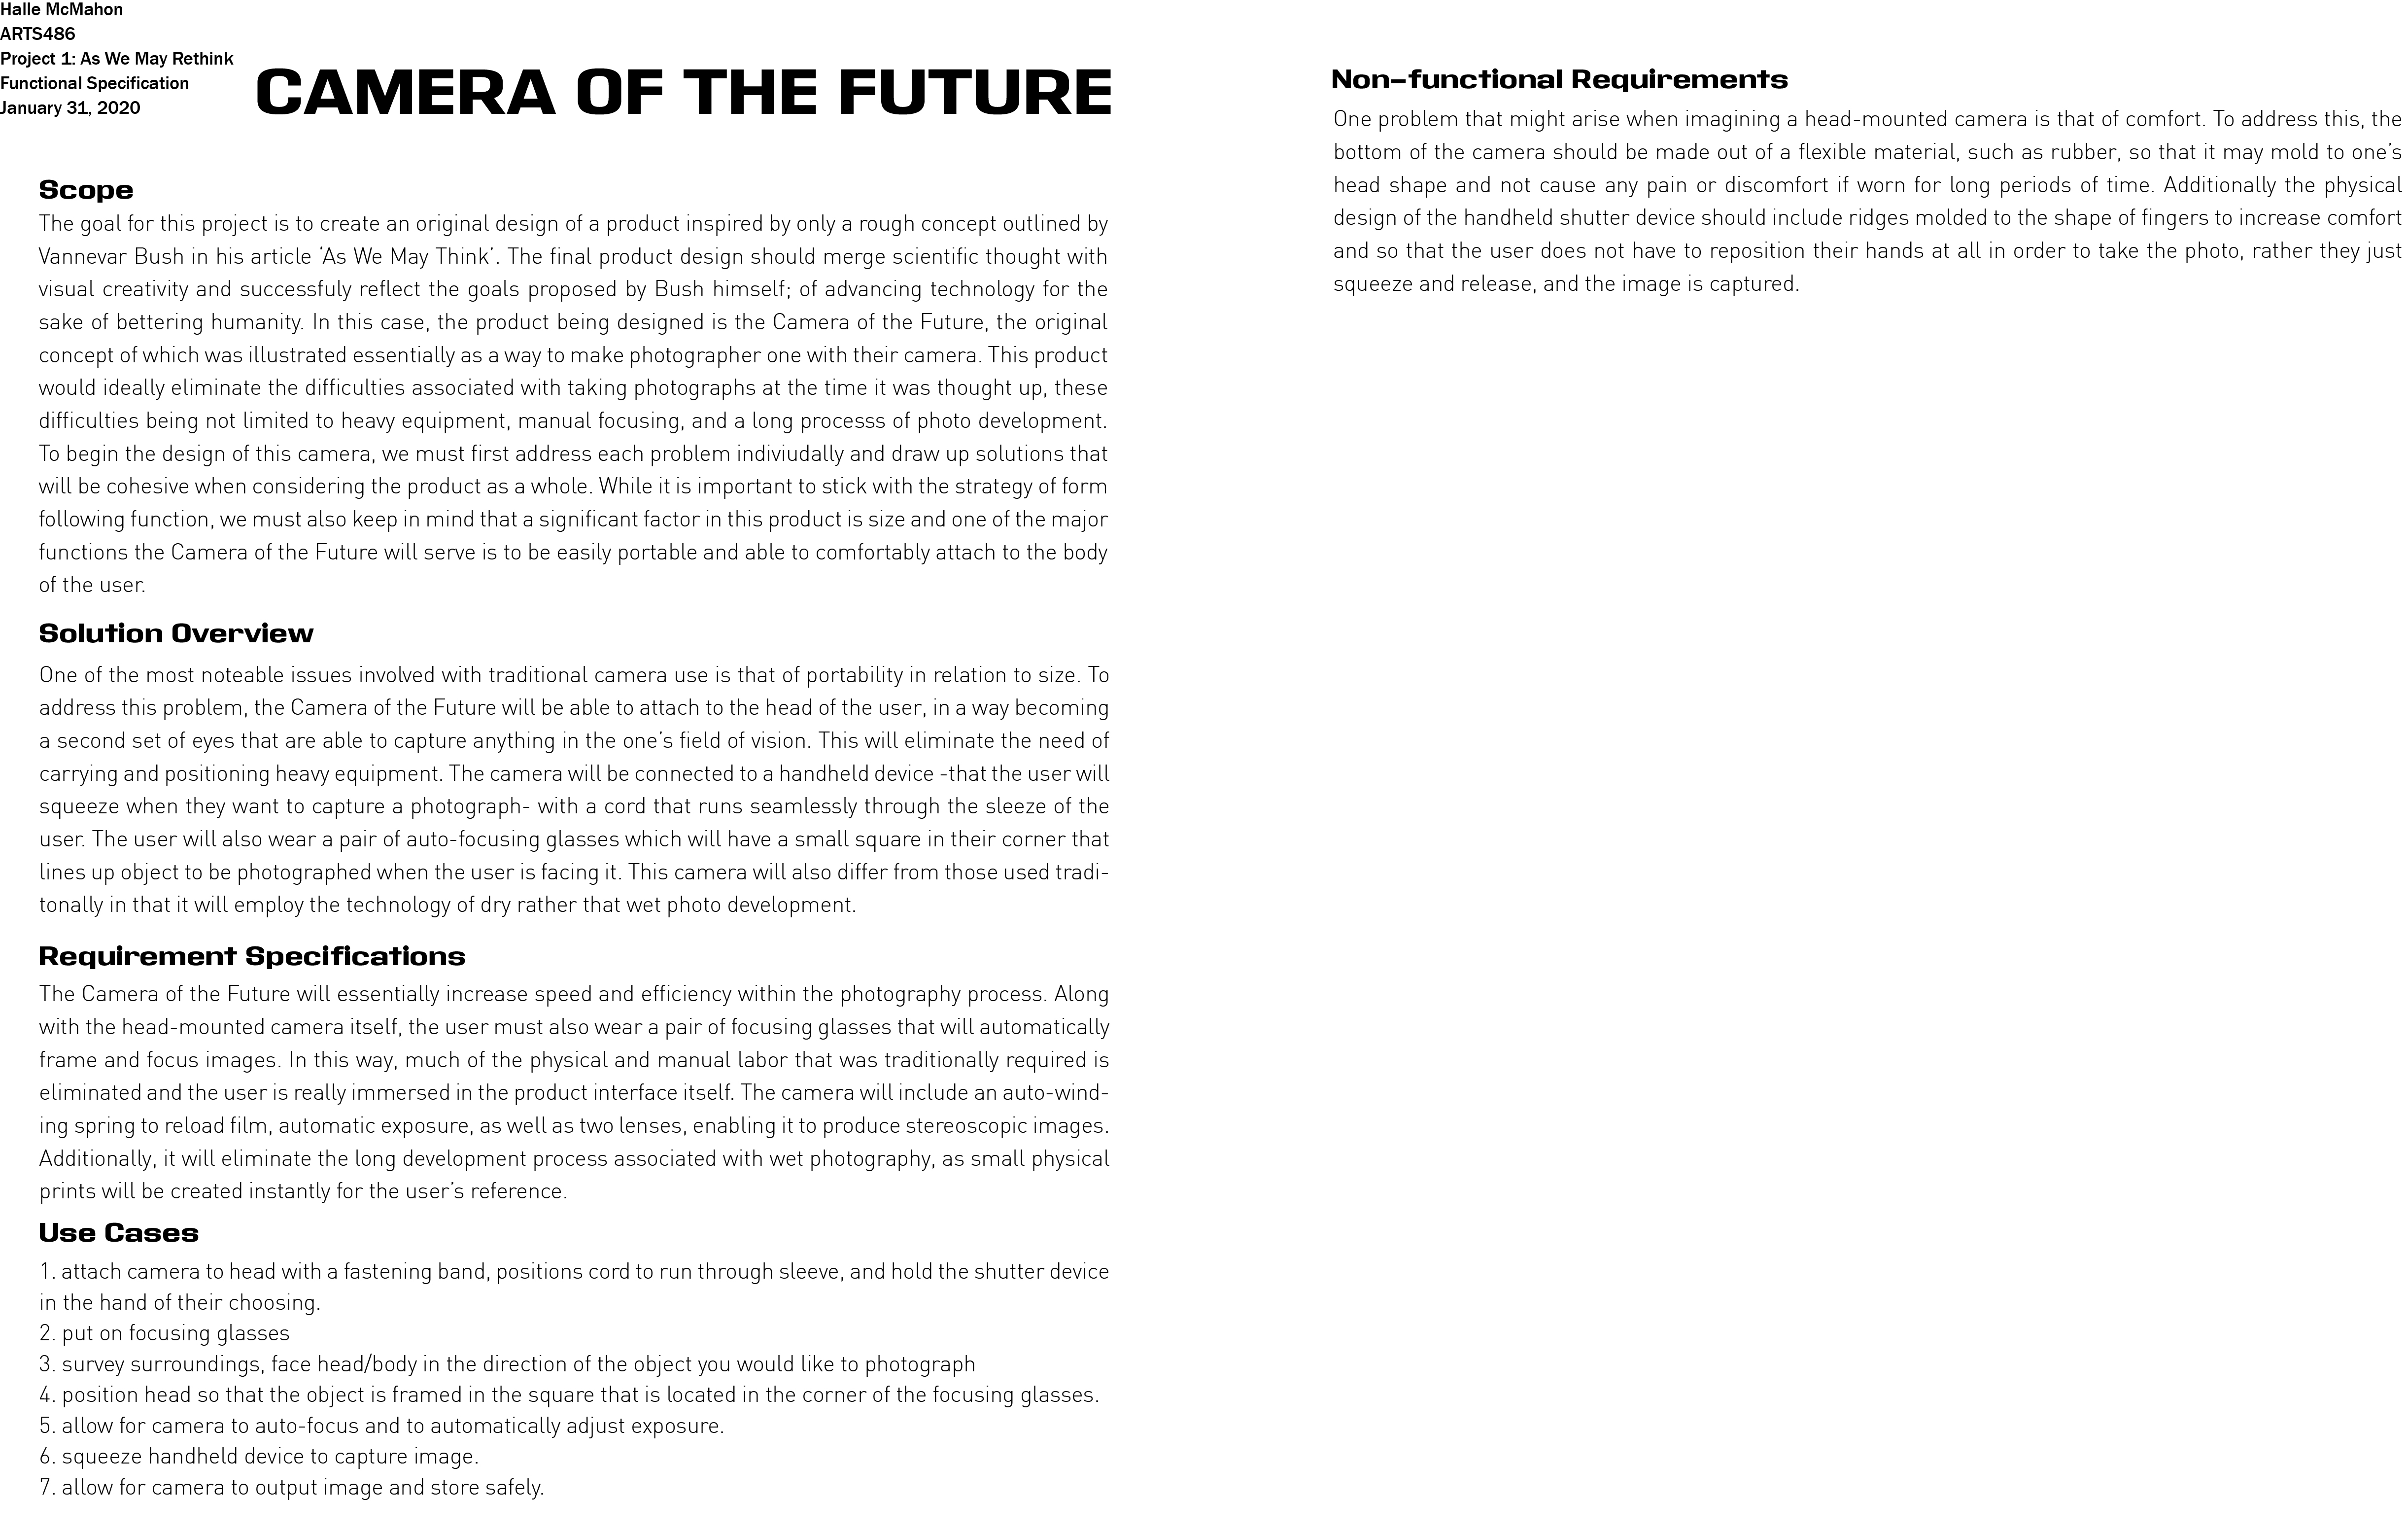 Halle McMahon
ARTS486
Project 1: As We May Rethink
Functional Specification
January 31, 2020
CAMERA OF THE FUTURE
Scope
The goal for this project is to create an original design of a product inspired by only a rough concept outlined by
Vannevar Bush in his article ‘As We May Think’. The final product design should merge scientific thought with
visual creativity and successfuly reflect the goals proposed by Bush himself; of advancing technology for the
sake of bettering humanity. In this case, the product being designed is the Camera of the Future, the original
concept of which was illustrated essentially as a way to make photographer one with their camera. This product
would ideally eliminate the difficulties associated with taking photographs at the time it was thought up, these
difficulties being not limited to heavy equipment, manual focusing, and a long processs of photo development.
To begin the design of this camera, we must first address each problem indiviudally and draw up solutions that
will be cohesive when considering the product as a whole. While it is important to stick with the strategy of form
following function, we must also keep in mind that a significant factor in this product is size and one of the major
functions the Camera of the Future will serve is to be easily portable and able to comfortably attach to the body
of the user.
Solution Overview
One of the most noteable issues involved with traditional camera use is that of portability in relation to size. To
address this problem, the Camera of the Future will be able to attach to the head of the user, in a way becoming
a second set of eyes that are able to capture anything in the one’s field of vision. This will eliminate the need of
carrying and positioning heavy equipment. The camera will be connected to a handheld device -that the user will
squeeze when they want to capture a photograph- with a cord that runs seamlessly through the sleeze of the
user. The user will also wear a pair of auto-focusing glasses which will have a small square in their corner that
lines up object to be photographed when the user is facing it. This camera will also differ from those used tradi-
tonally in that it will employ the technology of dry rather that wet photo development.
Requirement Specifications
The Camera of the Future will essentially increase speed and efficiency within the photography process. Along
with the head-mounted camera itself, the user must also wear a pair of focusing glasses that will automatically
frame and focus images. In this way, much of the physical and manual labor that was traditionally required is
eliminated and the user is really immersed in the product interface itself. The camera will include an auto-wind-
ing spring to reload film, automatic exposure, as well as two lenses, enabling it to produce stereoscopic images.
Additionally, it will eliminate the long development process associated with wet photography, as small physical
prints will be created instantly for the user’s reference.
Use Cases
1. attach camera to head with a fastening band, positions cord to run through sleeve, and hold the shutter device
in the hand of their choosing.
2. put on focusing glasses
3. survey surroundings, face head/body in the direction of the object you would like to photograph
4. position head so that the object is framed in the square that is located in the corner of the focusing glasses.
5. allow for camera to auto-focus and to automatically adjust exposure.
6. squeeze handheld device to capture image.
7. allow for camera to output image and store safely.
Non-functional Requirements
One problem that might arise when imagining a head-mounted camera is that of comfort. To address this, the
bottom of the camera should be made out of a flexible material, such as rubber, so that it may mold to one’s
head shape and not cause any pain or discomfort if worn for long periods of time. Additionally the physical
design of the handheld shutter device should include ridges molded to the shape of fingers to increase comfort
and so that the user does not have to reposition their hands at all in order to take the photo, rather they just
squeeze and release, and the image is captured.